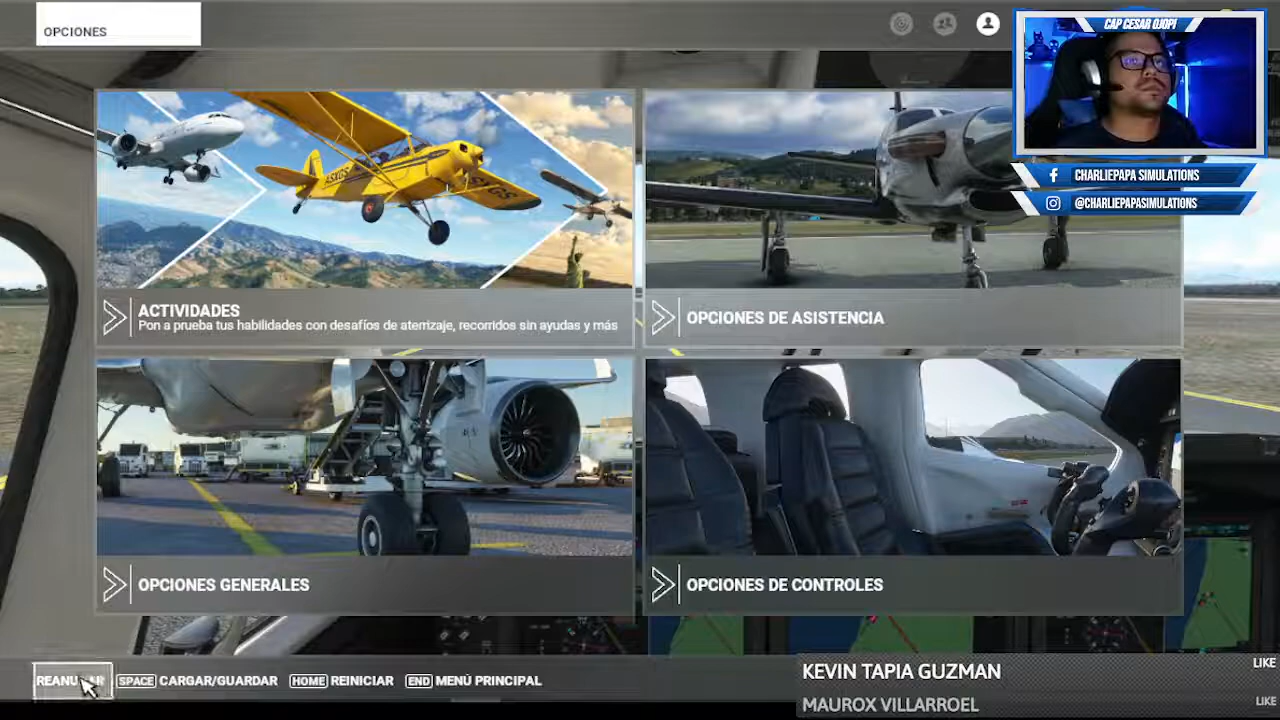 OPCIONES
CAP CESAR OJOPI
CHARLIEPAPA SIMULATIONS
@CHARLIEPAPASIMULATIONS
ACTIVIDADES
Pon a prueba tus habilidades con desafíos de aterrizaje, recorridos sin ayudas y más
OPCIONES DE ASISTENCIA
OPCIONES GENERALES
OPCIONES DE CONTROLES
SPACE CARGAR/GUARDAR HOME REINICIAR END MENÚ PRINCIPAL
KEVIN TAPIA GUZMAN LIKE
MAUROX VILLARROEL LIKE